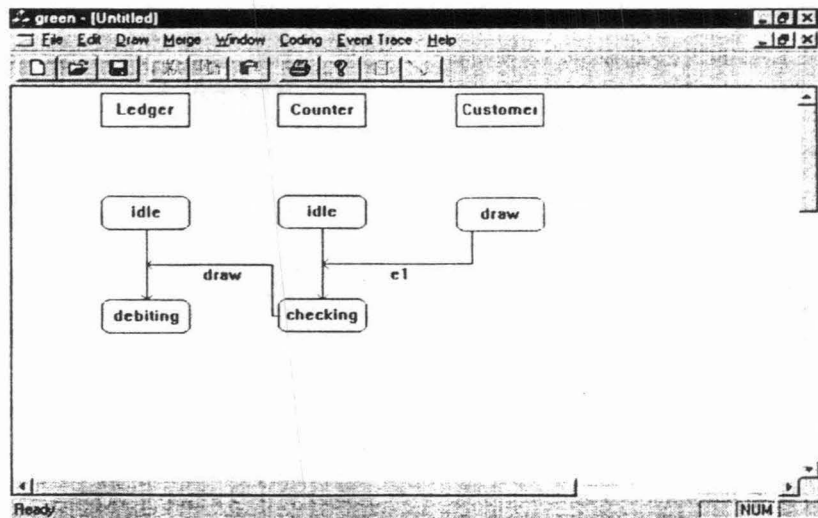 green - [Untitled]
File Edit Draw Merge Window Coding Event Trace Help
Ledger Counter Customer
idle idle draw
draw e1
debiting checking
Ready NUM